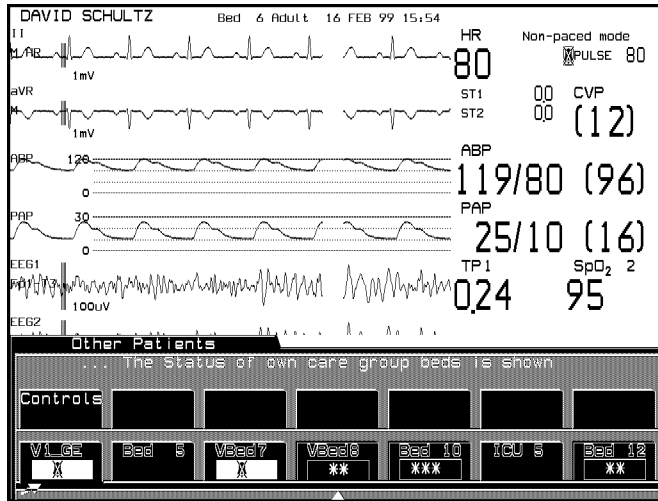 DAVID SCHULTZ Bed 6 Adult 16 FEB 99 15:54
II
M/AR
1mV
HR Non-paced mode
80 PULSE 80
aVR
M
1mV
ST1 0.0 CVP
ST2 0.0 (12)
ABP
120
0
ABP
119/80 (96)
PAP
30
0
PAP
25/10 (16)
EEG1
100uV
TP1 SpO₂ 2
0.24 95
EEG2
Other Patients
... The Status of own care group beds is shown
Controls
V1_GE Bed 5 VBed7 VBed8 Bed 10 ICU 5 Bed 12
** *** **